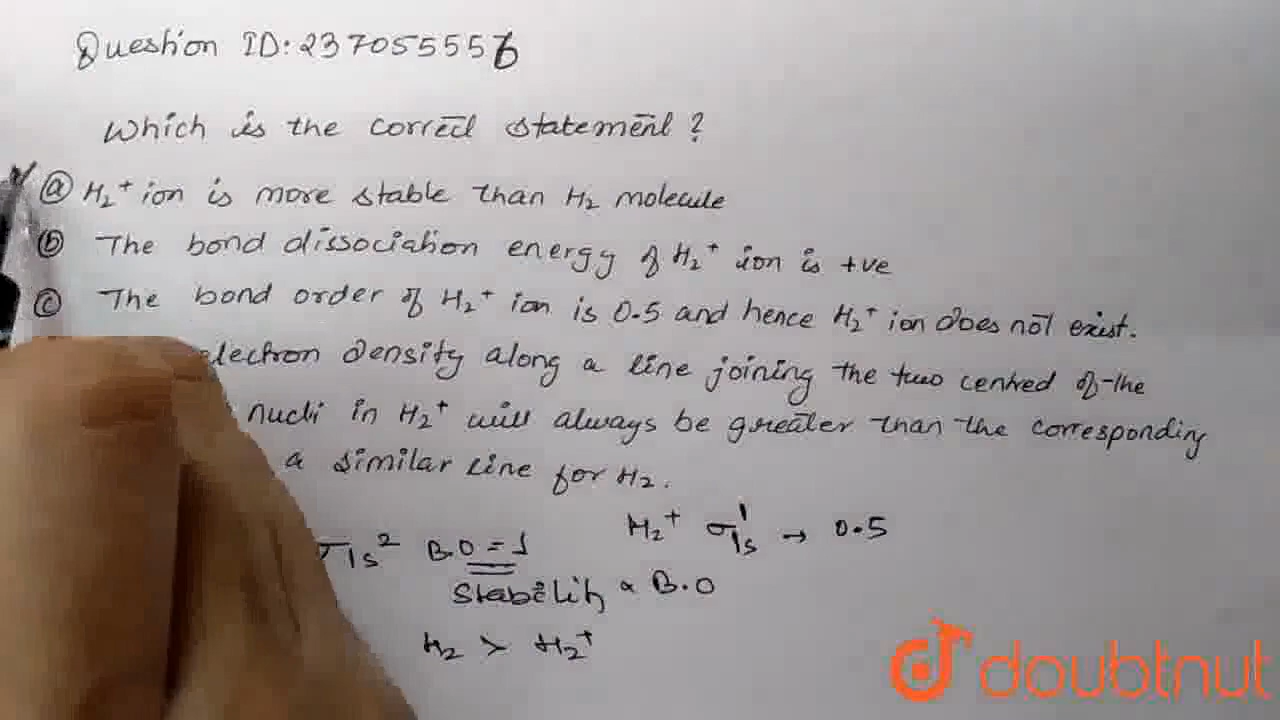 Question ID:237055556
Which is the correct statement?
(a) H₂⁺ ion is more stable than H₂ molecule
(b) The bond dissociation energy of H₂⁺ ion is +ve
(c) The bond order of H₂⁺ ion is 0.5 and hence H₂⁺ ion does not exist.
electron density along a line joining the two centred of the
nucli in H₂⁺ will always be greater than the corresponding
a similar line for H₂.
H₂⁺ σ1s¹ → 0.5
1s² B.O = 1
Stability ∝ B.O
H₂ > H₂⁺
doubtnut